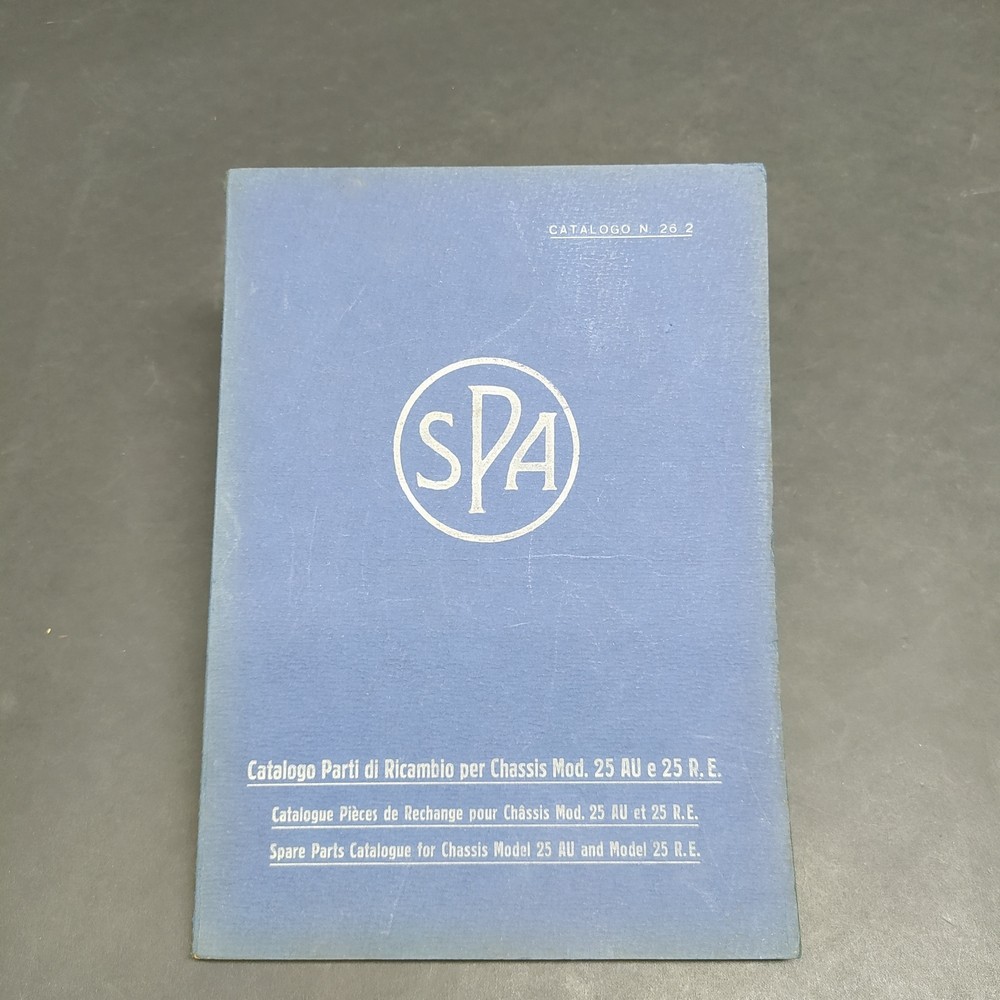 CATALOGO N. 26 2
SPA
Catalogo Parti di Ricambio per Chassis Mod. 25 AU e 25 R. E.
Catalogue Pièces de Rechange pour Châssis Mod. 25 AU et 25 R. E.
Spare Parts Catalogue for Chassis Model 25 AU and Model 25 R. E.